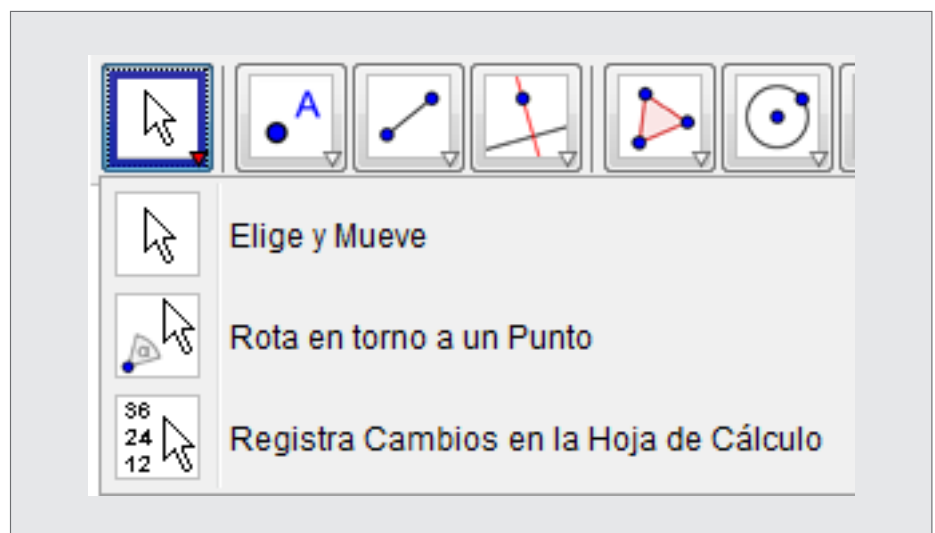 A
Elige y Mueve
α
Rota en torno a un Punto
36
24
12
Registra Cambios en la Hoja de Cálculo